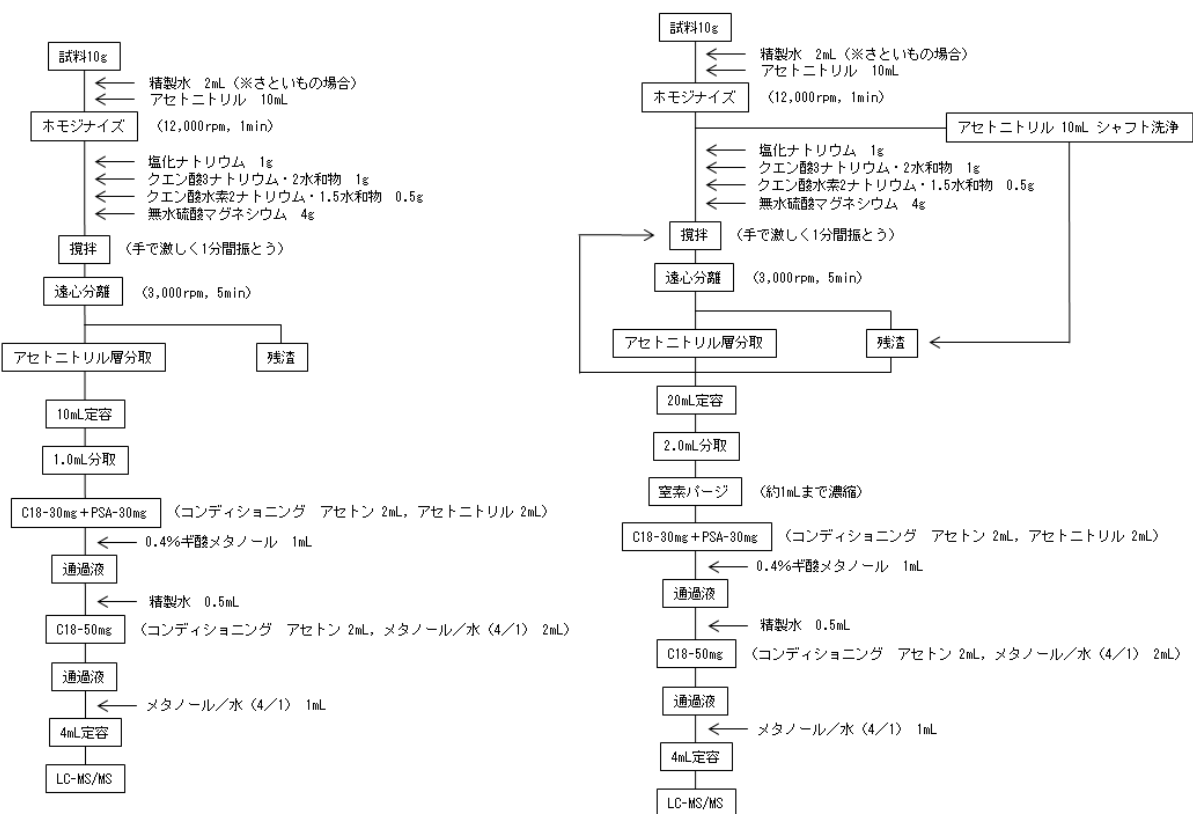 試料10g
精製水 2mL（※さといもの場合）
アセトニトリル 10mL
ホモジナイズ （12,000rpm, 1min）
塩化ナトリウム 1g
クエン酸3ナトリウム・2水和物 1g
クエン酸水素2ナトリウム・1.5水和物 0.5g
無水硫酸マグネシウム 4g
攪拌 （手で激しく1分間振とう）
遠心分離 （3,000rpm, 5min）
アセトニトリル層分取 残渣
10mL定容
1.0mL分取
C18-30mg＋PSA-30mg （コンディショニング アセトン 2mL，アセトニトリル 2mL）
0.4%ギ酸メタノール 1mL
通過液
精製水 0.5mL
C18-50mg （コンディショニング アセトン 2mL，メタノール／水（4／1） 2mL）
通過液
メタノール／水（4／1） 1mL
4mL定容
LC-MS/MS
試料10g
精製水 2mL（※さといもの場合）
アセトニトリル 10mL
ホモジナイズ （12,000rpm, 1min）
アセトニトリル 10mL シャフト洗浄
塩化ナトリウム 1g
クエン酸3ナトリウム・2水和物 1g
クエン酸水素2ナトリウム・1.5水和物 0.5g
無水硫酸マグネシウム 4g
攪拌 （手で激しく1分間振とう）
遠心分離 （3,000rpm, 5min）
アセトニトリル層分取 残渣
20mL定容
2.0mL分取
窒素パージ （約1mLまで濃縮）
C18-30mg＋PSA-30mg （コンディショニング アセトン 2mL，アセトニトリル 2mL）
0.4%ギ酸メタノール 1mL
通過液
精製水 0.5mL
C18-50mg （コンディショニング アセトン 2mL，メタノール／水（4／1） 2mL）
通過液
メタノール／水（4／1） 1mL
4mL定容
LC-MS/MS